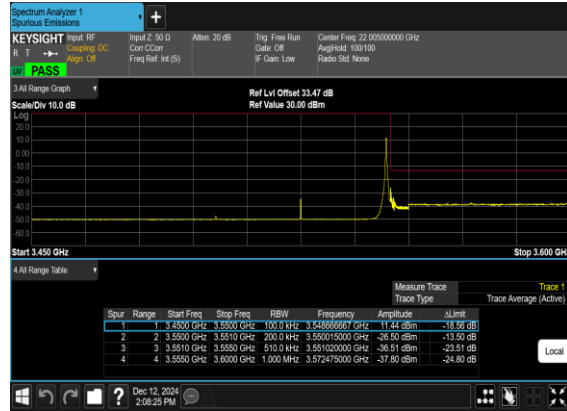 Spectrum Analyzer 1
Spurious Emissions
+
KEYSIGHT Input: RF Input Z: 50 Ω Atten: 20 dB Trig: Free Run Center Freq: 22.005000000 GHz
R T Coupling: DC Corr CCorr Gate: Off Avg|Hold: 100/100
Align: Off Freq Ref: Int (S) IF Gain: Low Radio Std: None
PASS
3 All Range Graph Ref Lvl Offset 33.47 dB
Scale/Div 10.0 dB Ref Value 30.00 dBm
Log
20.0
10.0
0.00
-10.0
-20.0
-30.0
-40.0
-50.0
-60.0
Start 3.450 GHz Stop 3.600 GH
4 All Range Table
Measure Trace Trace 1
Trace Type Trace Average (Active)
Spur Range Start Freq Stop Freq RBW Frequency Amplitude ΔLimit
1 1 3.4500 GHz 3.5500 GHz 100.0 kHz 3.548666667 GHz 11.44 dBm -18.56 dB
2 2 3.5500 GHz 3.5510 GHz 200.0 kHz 3.550015000 GHz -26.50 dBm -13.50 dB
3 3 3.5510 GHz 3.5550 GHz 510.0 kHz 3.551020000 GHz -36.51 dBm -23.51 dB
4 4 3.5550 GHz 3.6000 GHz 1.000 MHz 3.572475000 GHz -37.80 dBm -24.80 dB
Local
? Dec 12, 2024
2:08:25 PM